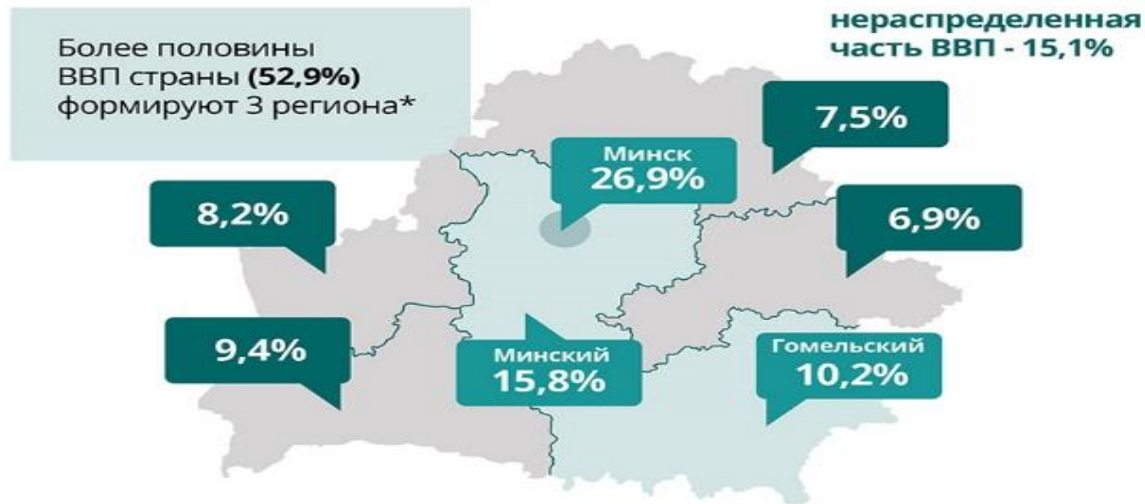 Более половины
ВВП страны (52,9%)
формируют 3 региона*
нераспределенная
часть ВВП - 15,1%
7,5%
Минск
26,9%
8,2%
6,9%
9,4%
Минский
15,8%
Гомельский
10,2%